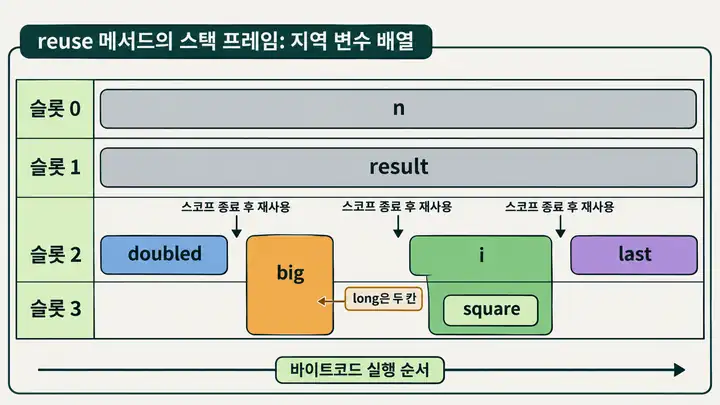 reuse 메서드의 스택 프레임: 지역 변수 배열
슬롯 0
n
슬롯 1
result
스코프 종료 후 재사용
스코프 종료 후 재사용
스코프 종료 후 재사용
슬롯 2
doubled
big
i
last
슬롯 3
long은 두 칸
square
바이트코드 실행 순서